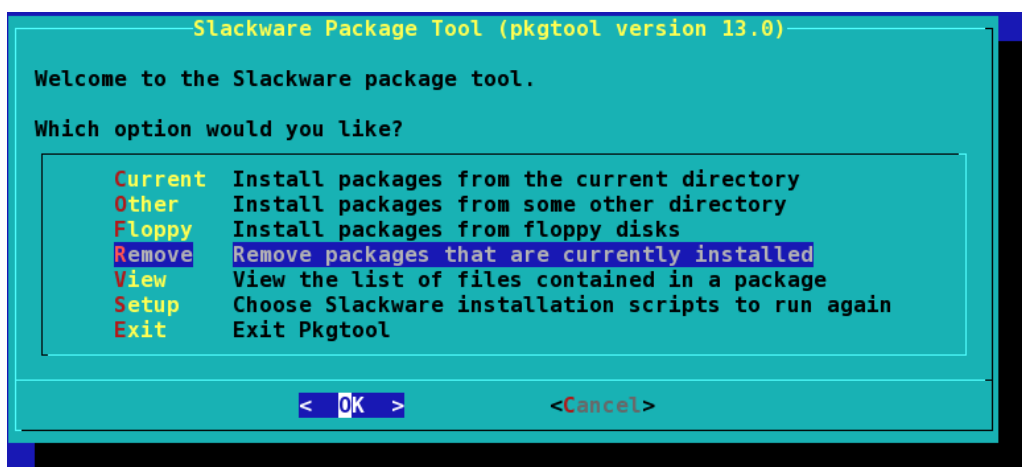 Slackware Package Tool (pkgtool version 13.0)
Welcome to the Slackware package tool.
Which option would you like?
Current Install packages from the current directory
Other Install packages from some other directory
Floppy Install packages from floppy disks
Remove Remove packages that are currently installed
View View the list of files contained in a package
Setup Choose Slackware installation scripts to run again
Exit Exit Pkgtool
< OK > <Cancel>